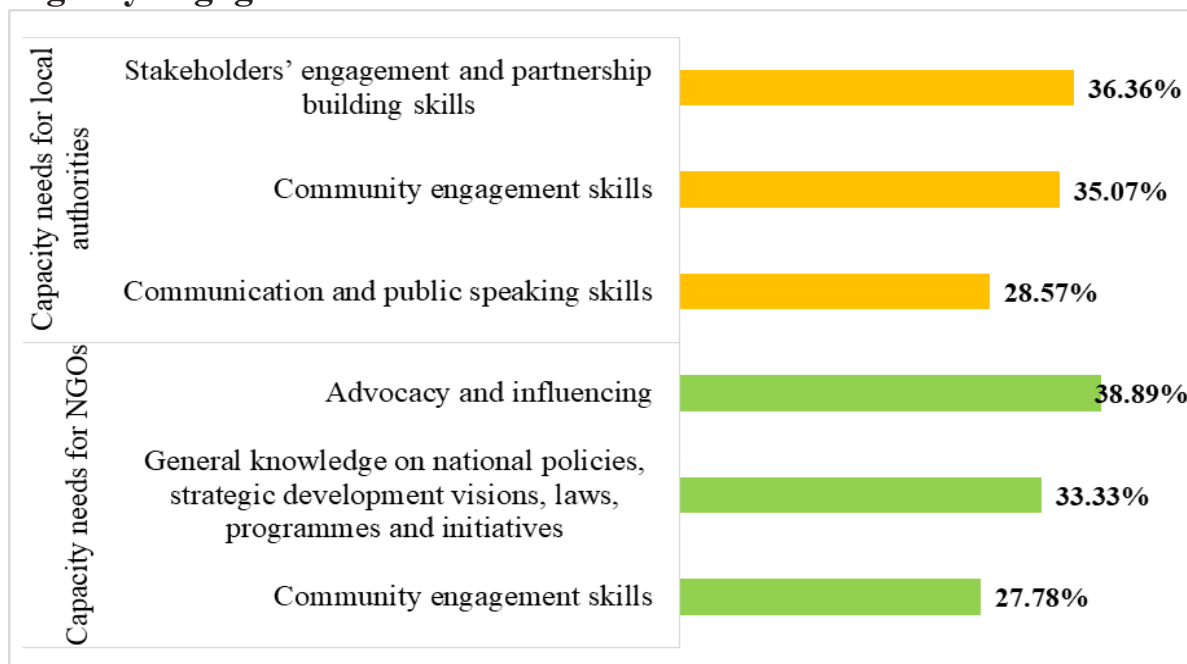 Capacity needs for local
authorities
Stakeholders’ engagement and partnership
building skills
36.36%
Community engagement skills
35.07%
Communication and public speaking skills
28.57%
Capacity needs for NGOs
Advocacy and influencing
38.89%
General knowledge on national policies,
strategic development visions, laws,
programmes and initiatives
33.33%
Community engagement skills
27.78%